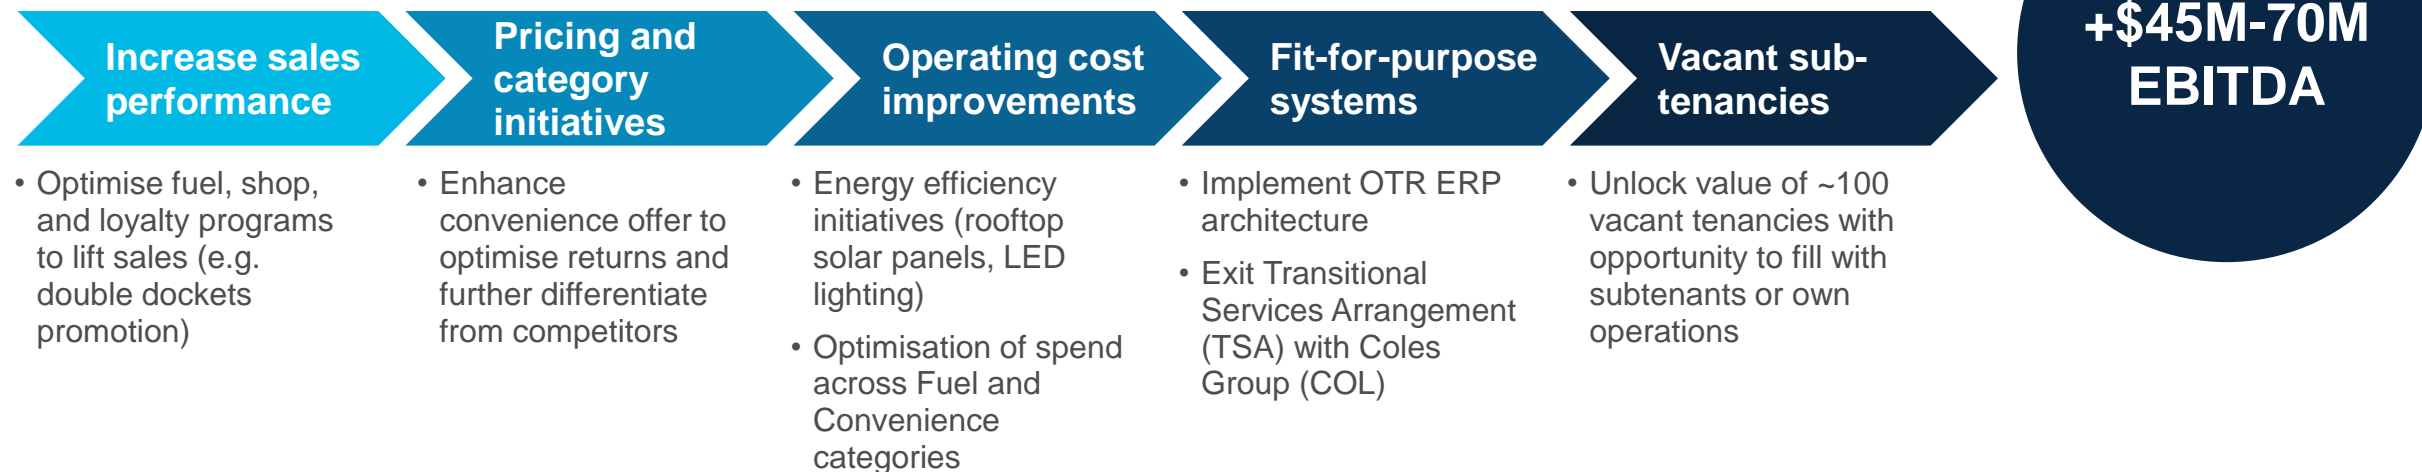 Increase sales
performance
Pricing and
category
initiatives
Operating cost
improvements
Fit-for-purpose
systems
Vacant sub-
tenancies
+$45M-70M
EBITDA
• Optimise fuel, shop,
and loyalty programs
to lift sales (e.g.
double dockets
promotion)
• Enhance
convenience offer to
optimise returns and
further differentiate
from competitors
• Energy efficiency
initiatives (rooftop
solar panels, LED
lighting)
• Optimisation of spend
across Fuel and
Convenience
categories
• Implement OTR ERP
architecture
• Exit Transitional
Services Arrangement
(TSA) with Coles
Group (COL)
• Unlock value of ~100
vacant tenancies with
opportunity to fill with
subtenants or own
operations